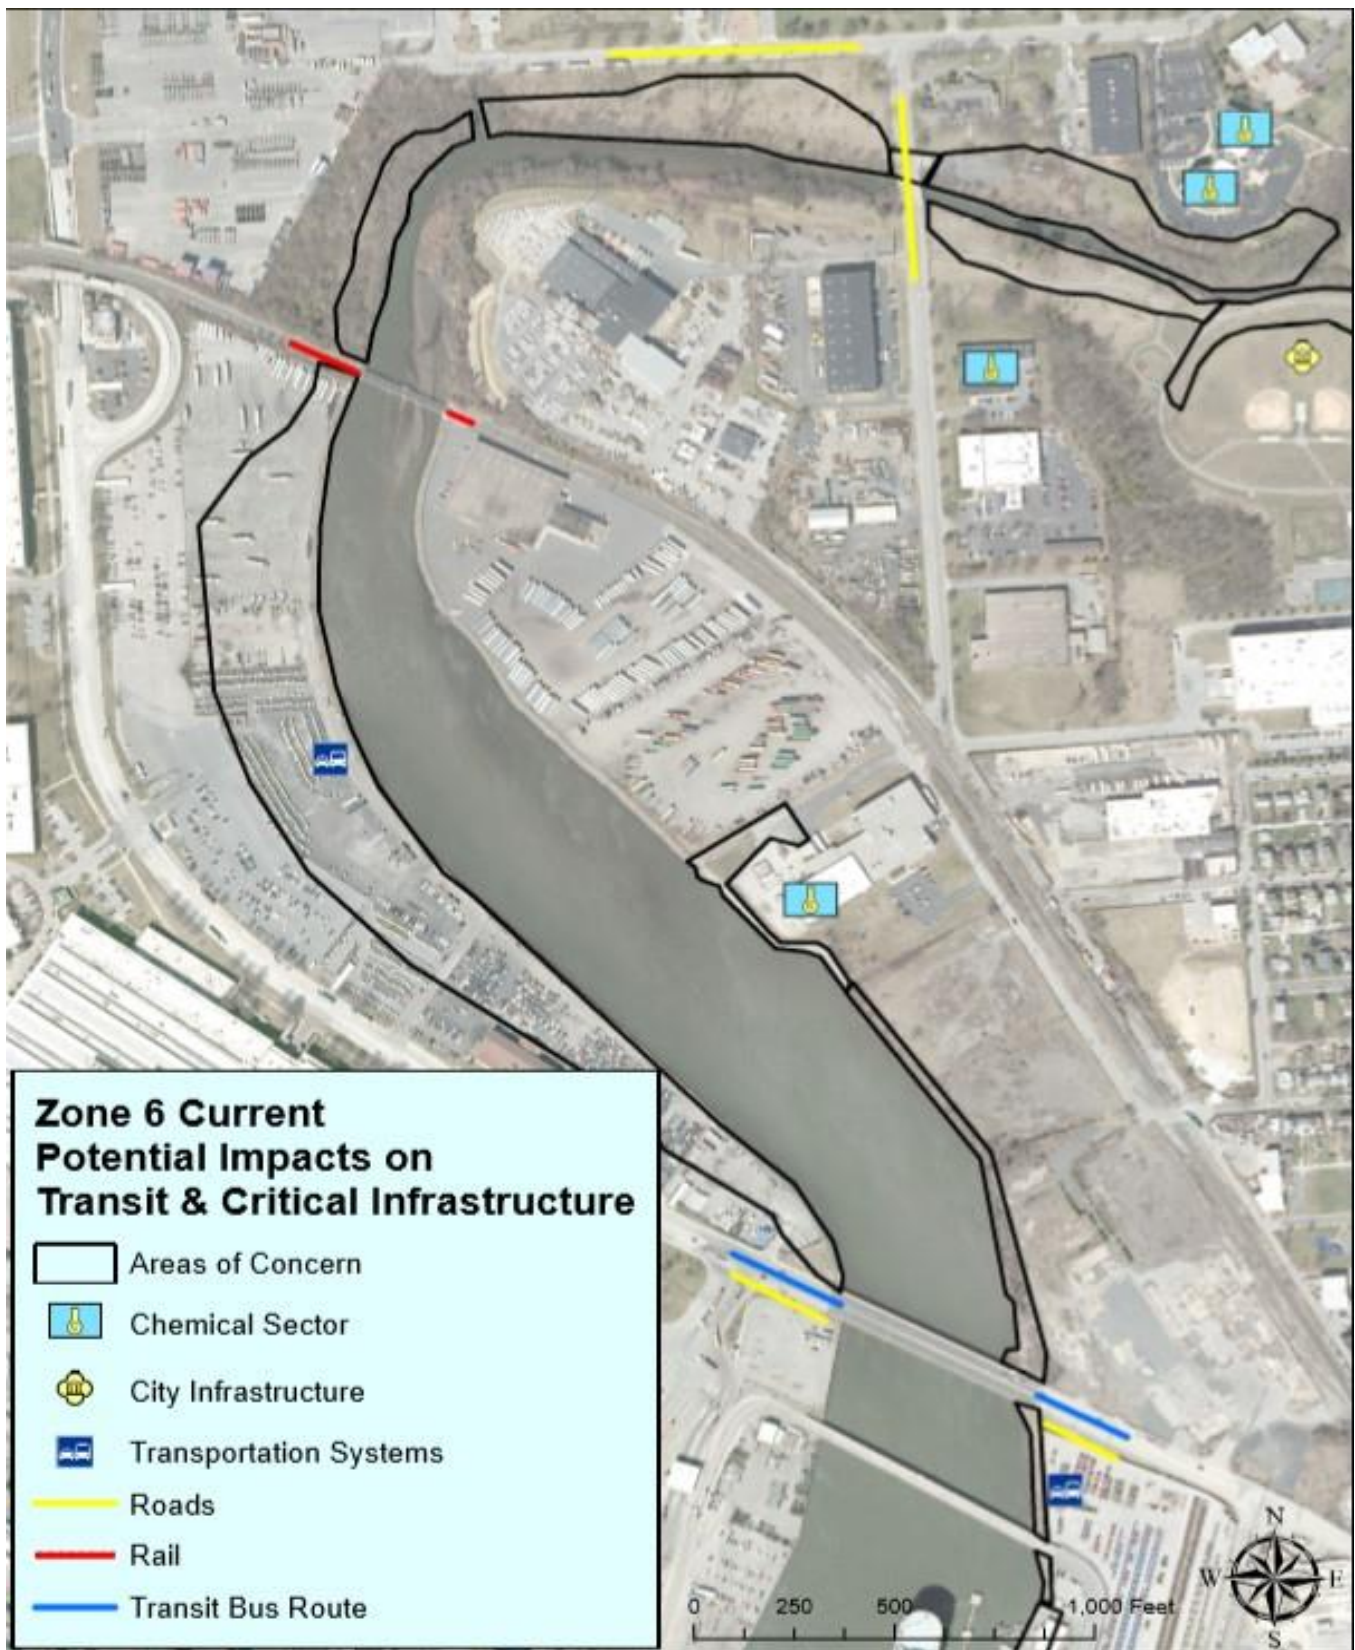 Zone 6 Current
Potential Impacts on
Transit & Critical Infrastructure
Areas of Concern
Chemical Sector
City Infrastructure
Transportation Systems
Roads
Rail
Transit Bus Route
0 250 500 1,000 Feet
N
W E
S